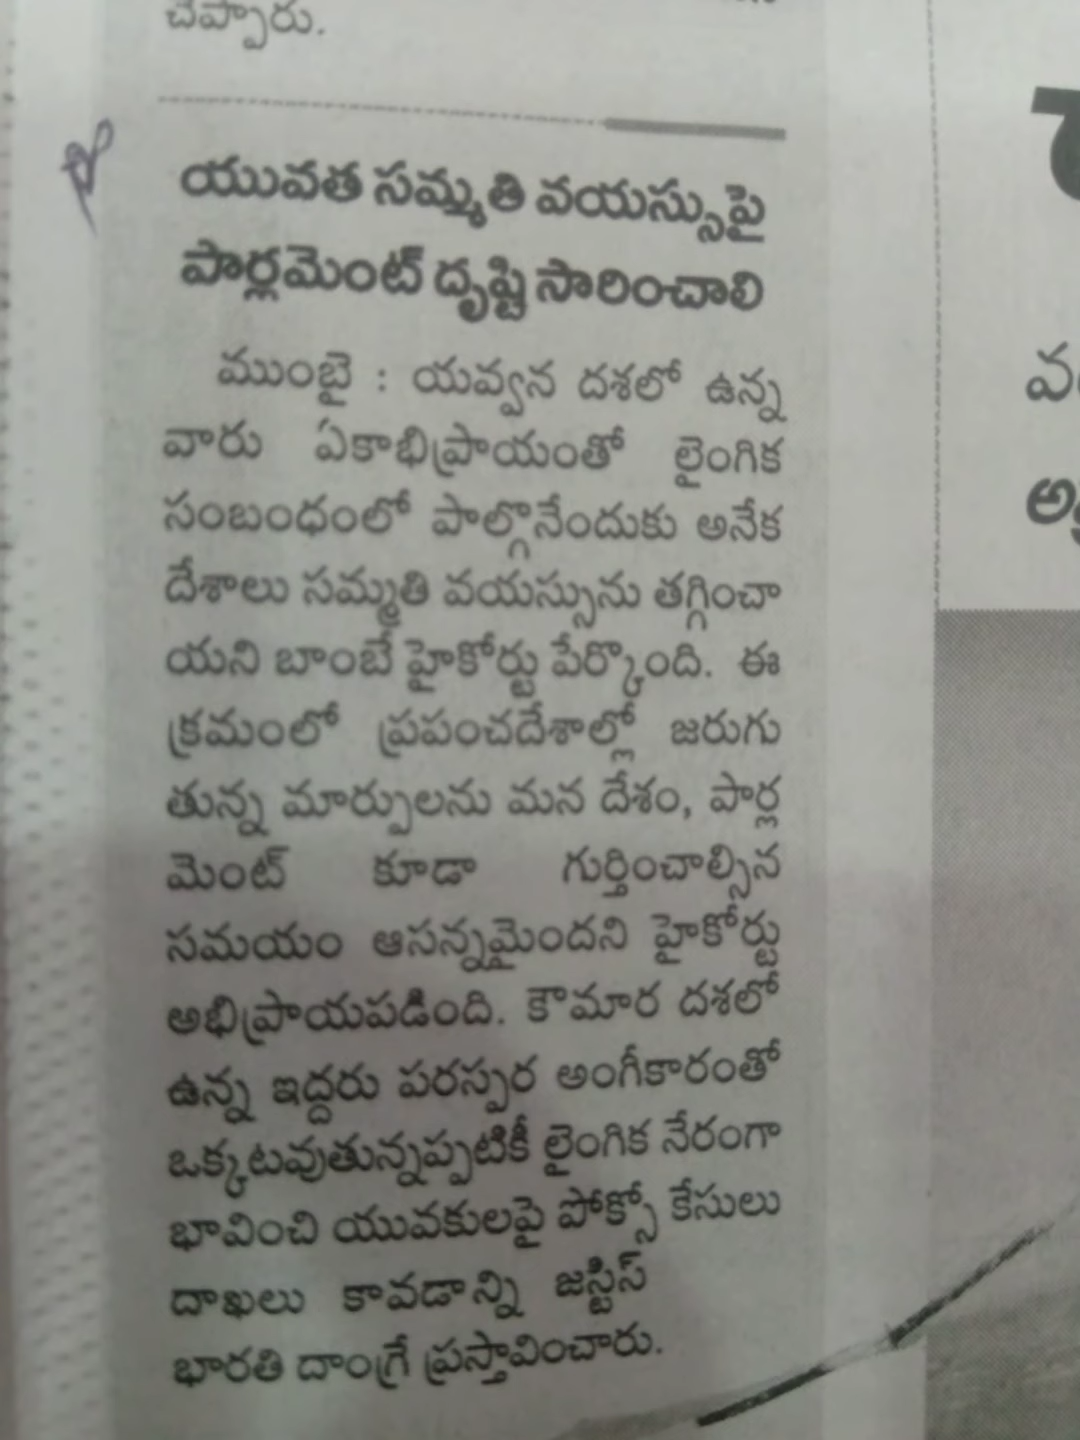 చెప్పారు.
యువత సమ్మతి వయస్సుపై
పార్లమెంట్ దృష్టి సారించాలి
ముంబై : యవ్వన దశలో ఉన్న
వారు ఏకాభిప్రాయంతో లైంగిక
సంబంధంలో పాల్గొనేందుకు అనేక
దేశాలు సమ్మతి వయస్సును తగ్గించా
యని బాంబే హైకోర్టు పేర్కొంది. ఈ
క్రమంలో ప్రపంచదేశాల్లో జరుగు
తున్న మార్పులను మన దేశం, పార్ల
మెంట్ కూడా గుర్తించాల్సిన
సమయం ఆసన్నమైందని హైకోర్టు
అభిప్రాయపడింది. కౌమార దశలో
ఉన్న ఇద్దరు పరస్పర అంగీకారంతో
ఒక్కటవుతున్నప్పటికీ లైంగిక నేరంగా
భావించి యువకులపై పోక్సో కేసులు
దాఖలు కావడాన్ని జస్టిస్
భారతి దాంగ్రే ప్రస్తావించారు.